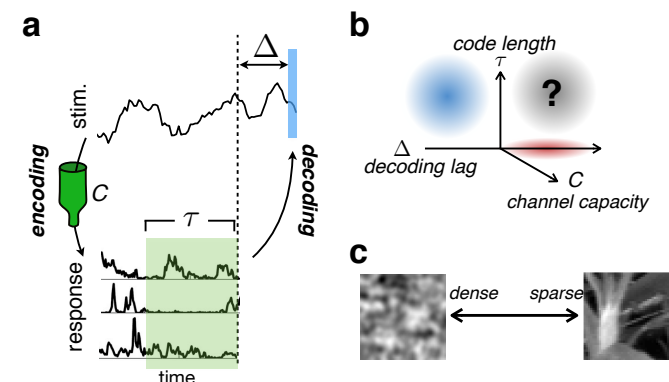 a
Δ
stim.
encoding
C
decoding
τ
response
time
b
code length
τ
?
Δ
decoding lag
C
channel capacity
c
dense
sparse